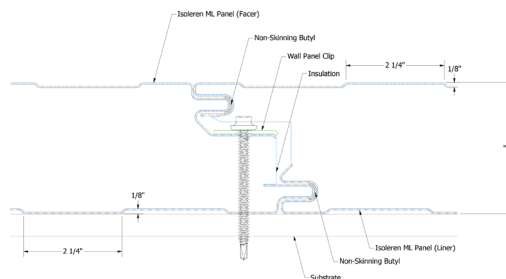 Isoleren ML Panel (Facer)
Non-Skinning Butyl
Wall Panel Clip
Insulation
2 1/4"
1/8"
1/8"
2 1/4"
Isoleren ML Panel (Liner)
Non-Skinning Butyl
Substrate